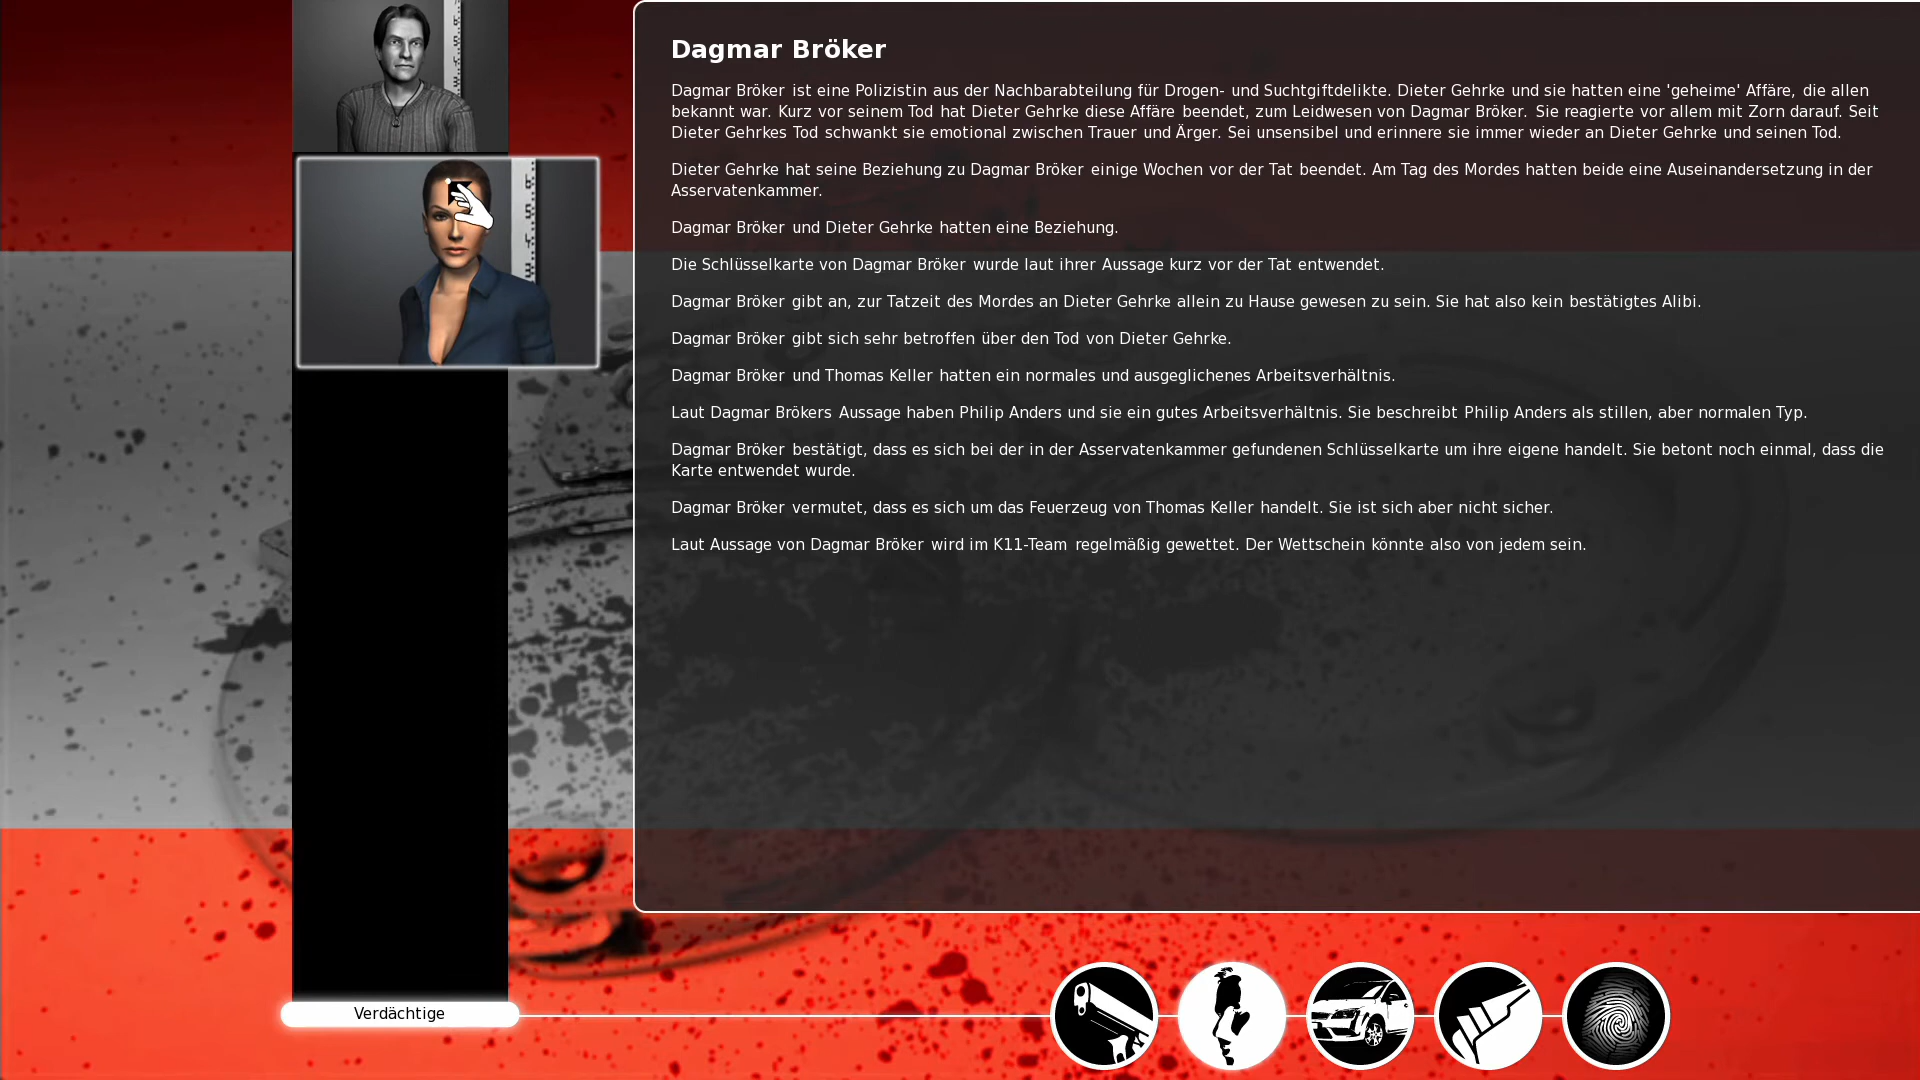 Dagmar Bröker
Dagmar Bröker ist eine Polizistin aus der Nachbarabteilung für Drogen- und Suchtgiftdelikte. Dieter Gehrke und sie hatten eine 'geheime' Affäre, die allen
bekannt war. Kurz vor seinem Tod hat Dieter Gehrke diese Affäre beendet, zum Leidwesen von Dagmar Bröker. Sie reagierte vor allem mit Zorn darauf. Seit
Dieter Gehrkes Tod schwankt sie emotional zwischen Trauer und Ärger. Sei unsensibel und erinnere sie immer wieder an Dieter Gehrke und seinen Tod.
Dieter Gehrke hat seine Beziehung zu Dagmar Bröker einige Wochen vor der Tat beendet. Am Tag des Mordes hatten beide eine Auseinandersetzung in der
Asservatenkammer.
Dagmar Bröker und Dieter Gehrke hatten eine Beziehung.
Die Schlüsselkarte von Dagmar Bröker wurde laut ihrer Aussage kurz vor der Tat entwendet.
Dagmar Bröker gibt an, zur Tatzeit des Mordes an Dieter Gehrke allein zu Hause gewesen zu sein. Sie hat also kein bestätigtes Alibi.
Dagmar Bröker gibt sich sehr betroffen über den Tod von Dieter Gehrke.
Dagmar Bröker und Thomas Keller hatten ein normales und ausgeglichenes Arbeitsverhältnis.
Laut Dagmar Brökers Aussage haben Philip Anders und sie ein gutes Arbeitsverhältnis. Sie beschreibt Philip Anders als stillen, aber normalen Typ.
Dagmar Bröker bestätigt, dass es sich bei der in der Asservatenkammer gefundenen Schlüsselkarte um ihre eigene handelt. Sie betont noch einmal, dass die
Karte entwendet wurde.
Dagmar Bröker vermutet, dass es sich um das Feuerzeug von Thomas Keller handelt. Sie ist sich aber nicht sicher.
Laut Aussage von Dagmar Bröker wird im K11-Team regelmäßig gewettet. Der Wettschein könnte also von jedem sein.
Verdächtige